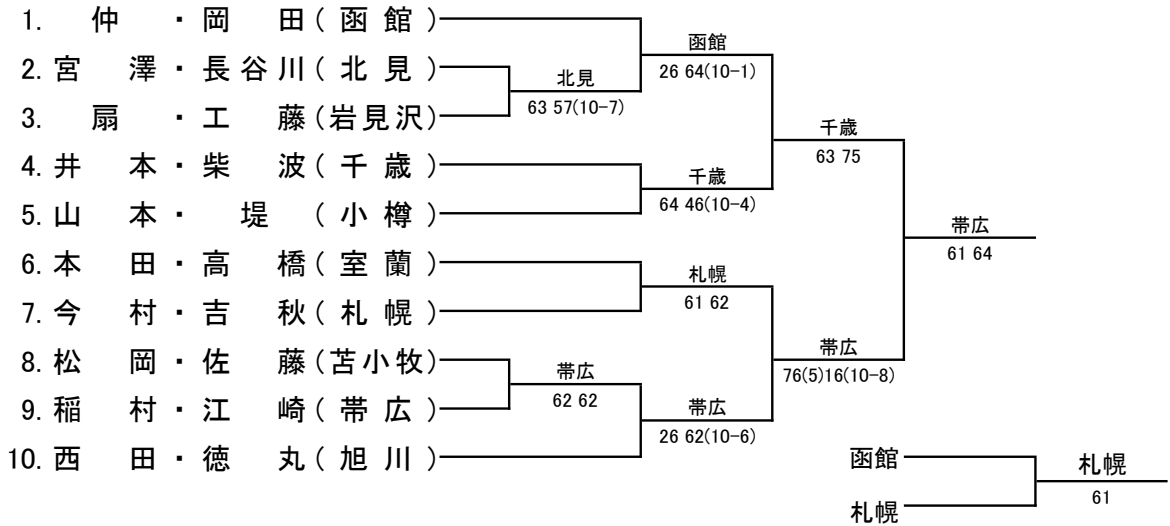 1. 仲 ・ 岡 田 ( 函 館 )
函館
2. 宮 澤 ・ 長 谷 川 ( 北 見 )
26 64(10-1)
北見
3. 扇 ・ 工 藤 ( 岩 見 沢 )
63 57(10-7)
千歳
4. 井 本 ・ 柴 波 ( 千 歳 )
63 75
千歳
5. 山 本 ・ 堤 ( 小 樽 )
64 46(10-4)
帯広
61 64
6. 本 田 ・ 高 橋 ( 室 蘭 )
札幌
7. 今 村 ・ 吉 秋 ( 札 幌 )
61 62
8. 松 岡 ・ 佐 藤 ( 苫 小 牧 )
帯広
76(5)16(10-8)
帯広
9. 稲 村 ・ 江 崎 ( 帯 広 )
62 62
帯広
26 62(10-6)
10. 西 田 ・ 徳 丸 ( 旭 川 )
函館
札幌
61
札幌